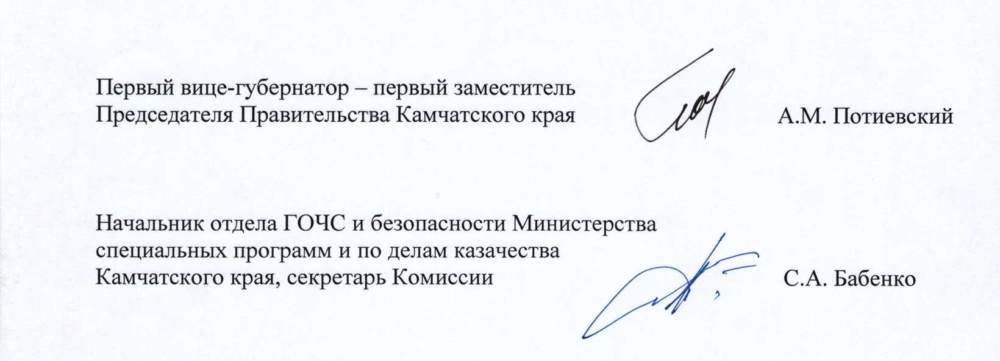 Первый вице-губернатор – первый заместитель
Председателя Правительства Камчатского края А.М. Потиевский
Начальник отдела ГОЧС и безопасности Министерства
специальных программ и по делам казачества
Камчатского края, секретарь Комиссии С.А. Бабенко